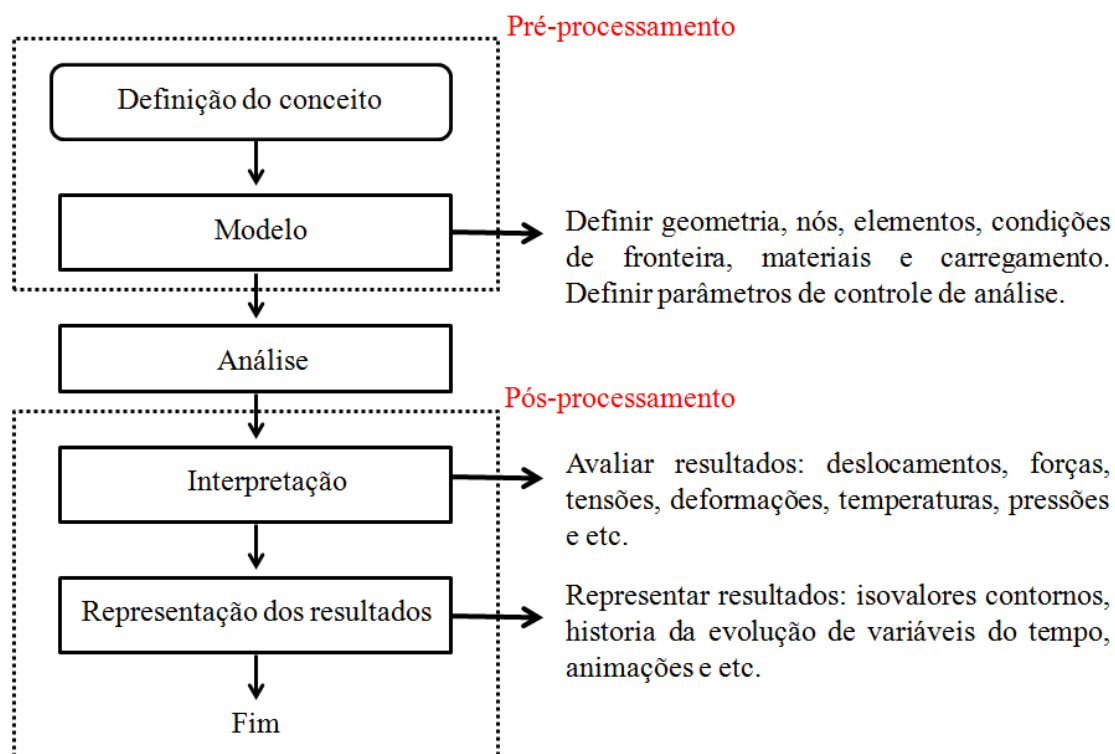 Pré-processamento
Definição do conceito
Modelo
Definir geometria, nós, elementos, condições
de fronteira, materiais e carregamento.
Definir parâmetros de controle de análise.
Análise
Pós-processamento
Interpretação
Avaliar resultados: deslocamentos, forças,
tensões, deformações, temperaturas, pressões
e etc.
Representação dos resultados
Representar resultados: isovalores contornos,
historia da evolução de variáveis do tempo,
animações e etc.
Fim